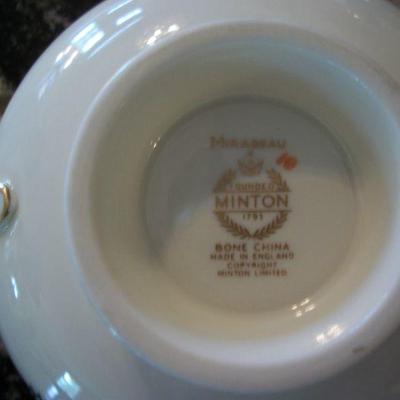 MIRABEAU
FOUNDED
MINTON
1793
BONE CHINA
MADE IN ENGLAND
COPYRIGHT
MINTON LIMITED